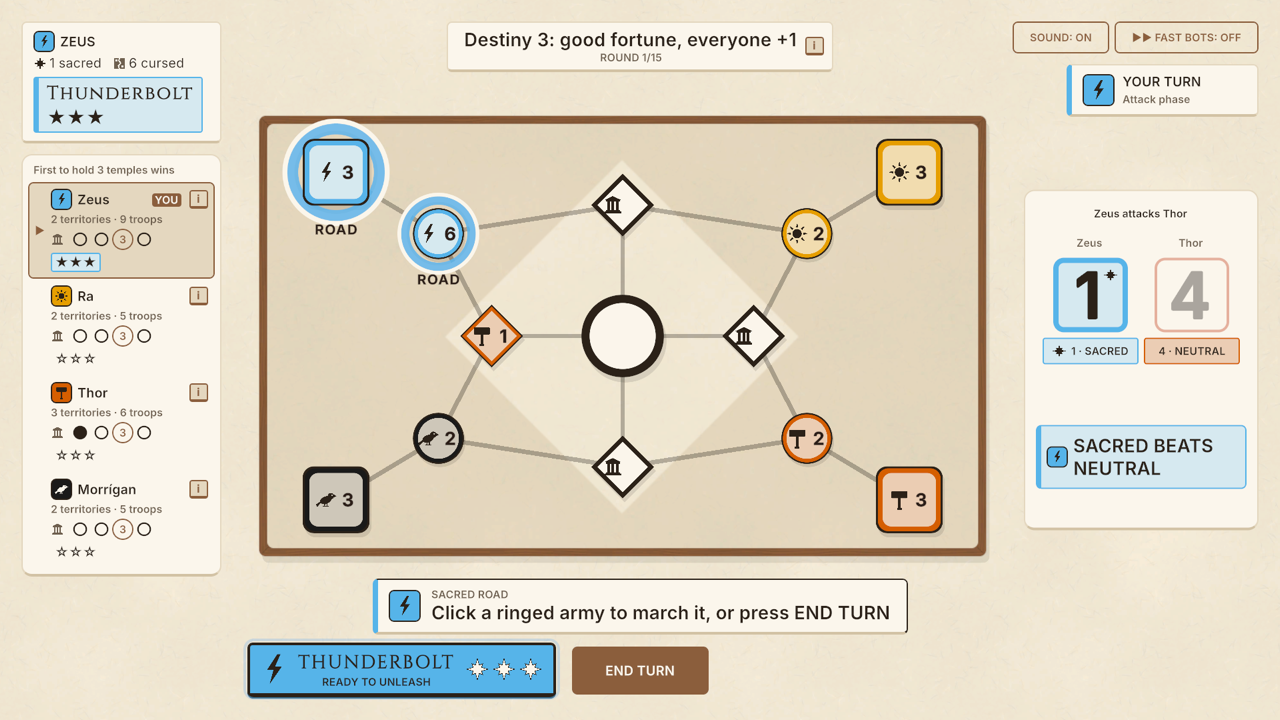 ZEUS
1 sacred 6 cursed
THUNDERBOLT
★★★
Destiny 3: good fortune, everyone +1 i
ROUND 1/15
SOUND: ON
▶▶ FAST BOTS: OFF
YOUR TURN
Attack phase
First to hold 3 temples wins
Zeus YOU i
2 territories · 9 troops
3
★★★
Ra i
2 territories · 5 troops
3
☆☆☆
Thor i
3 territories · 6 troops
3
☆☆☆
Morrígan i
2 territories · 5 troops
3
☆☆☆
3
ROAD
6
ROAD
3
2
1
2
3
2
3
Zeus attacks Thor
Zeus Thor
1 4
1 · SACRED 4 · NEUTRAL
SACRED BEATS
NEUTRAL
SACRED ROAD
Click a ringed army to march it, or press END TURN
THUNDERBOLT
READY TO UNLEASH
END TURN